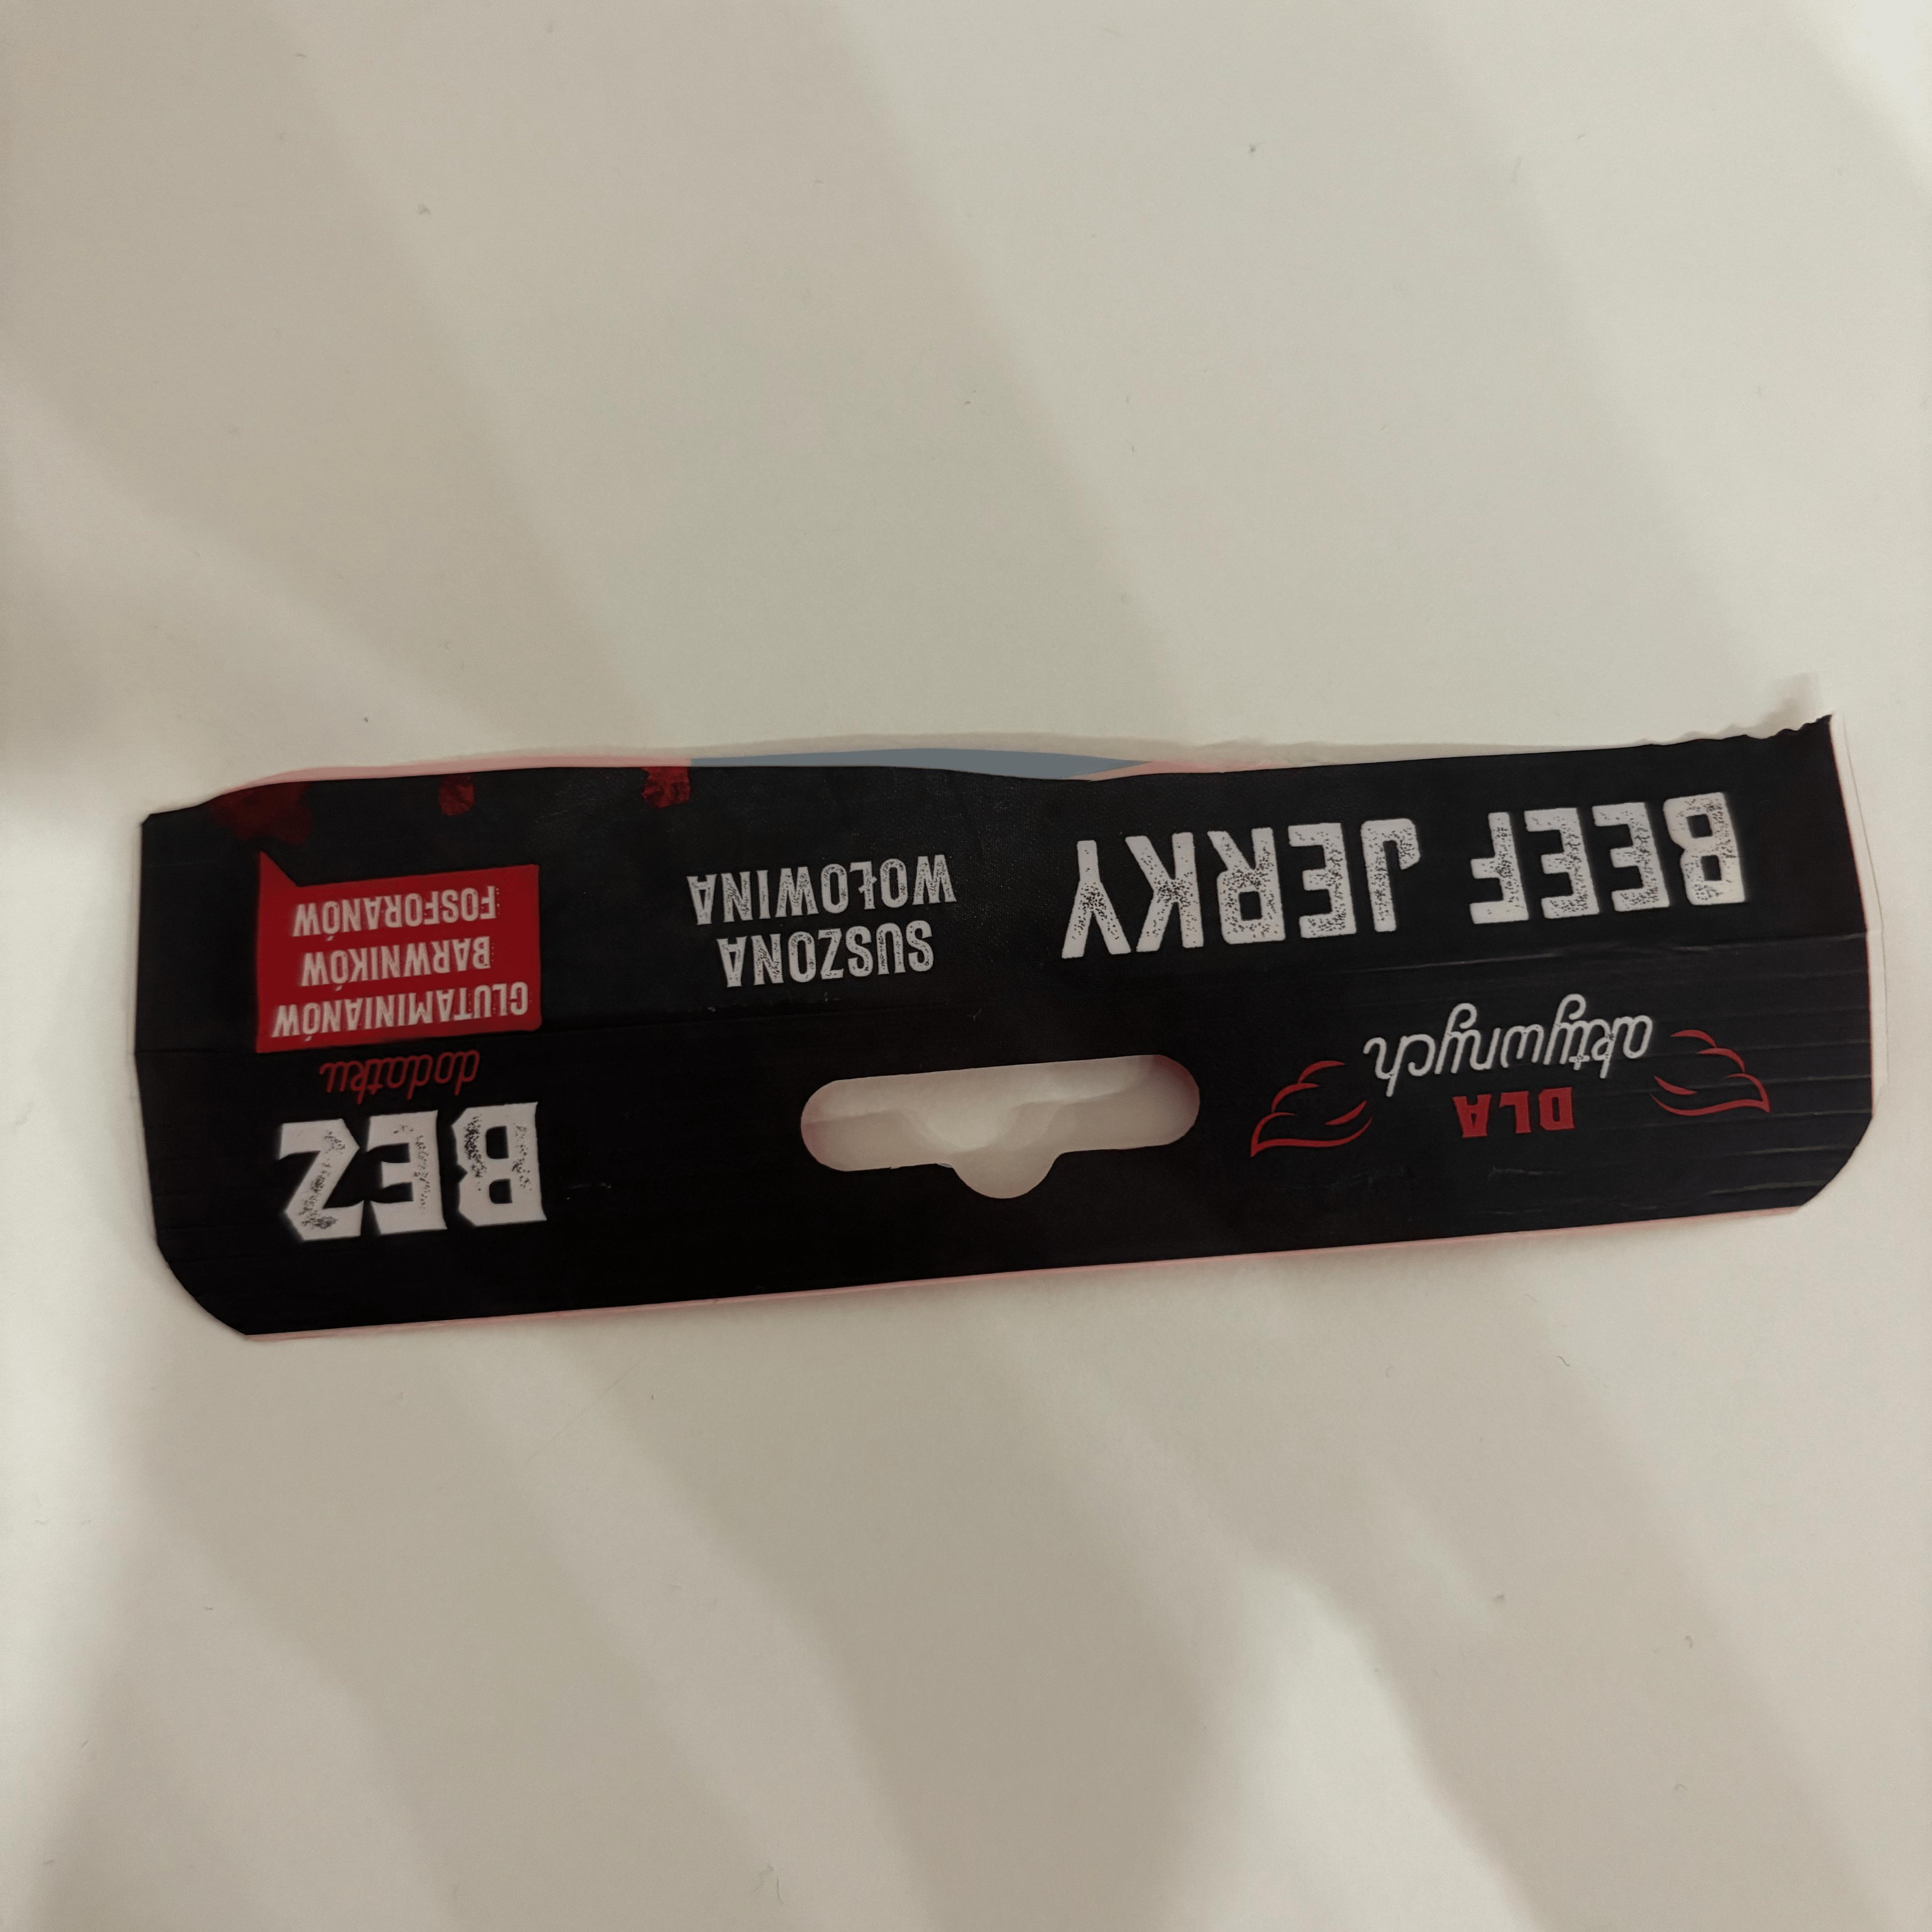 DLA
aktywnych
BEEF JERKY
SUSZONA
WOŁOWINA
BEZ
dodatku
GLUTAMINIANÓW
BARWNIKÓW
FOSFORANÓW